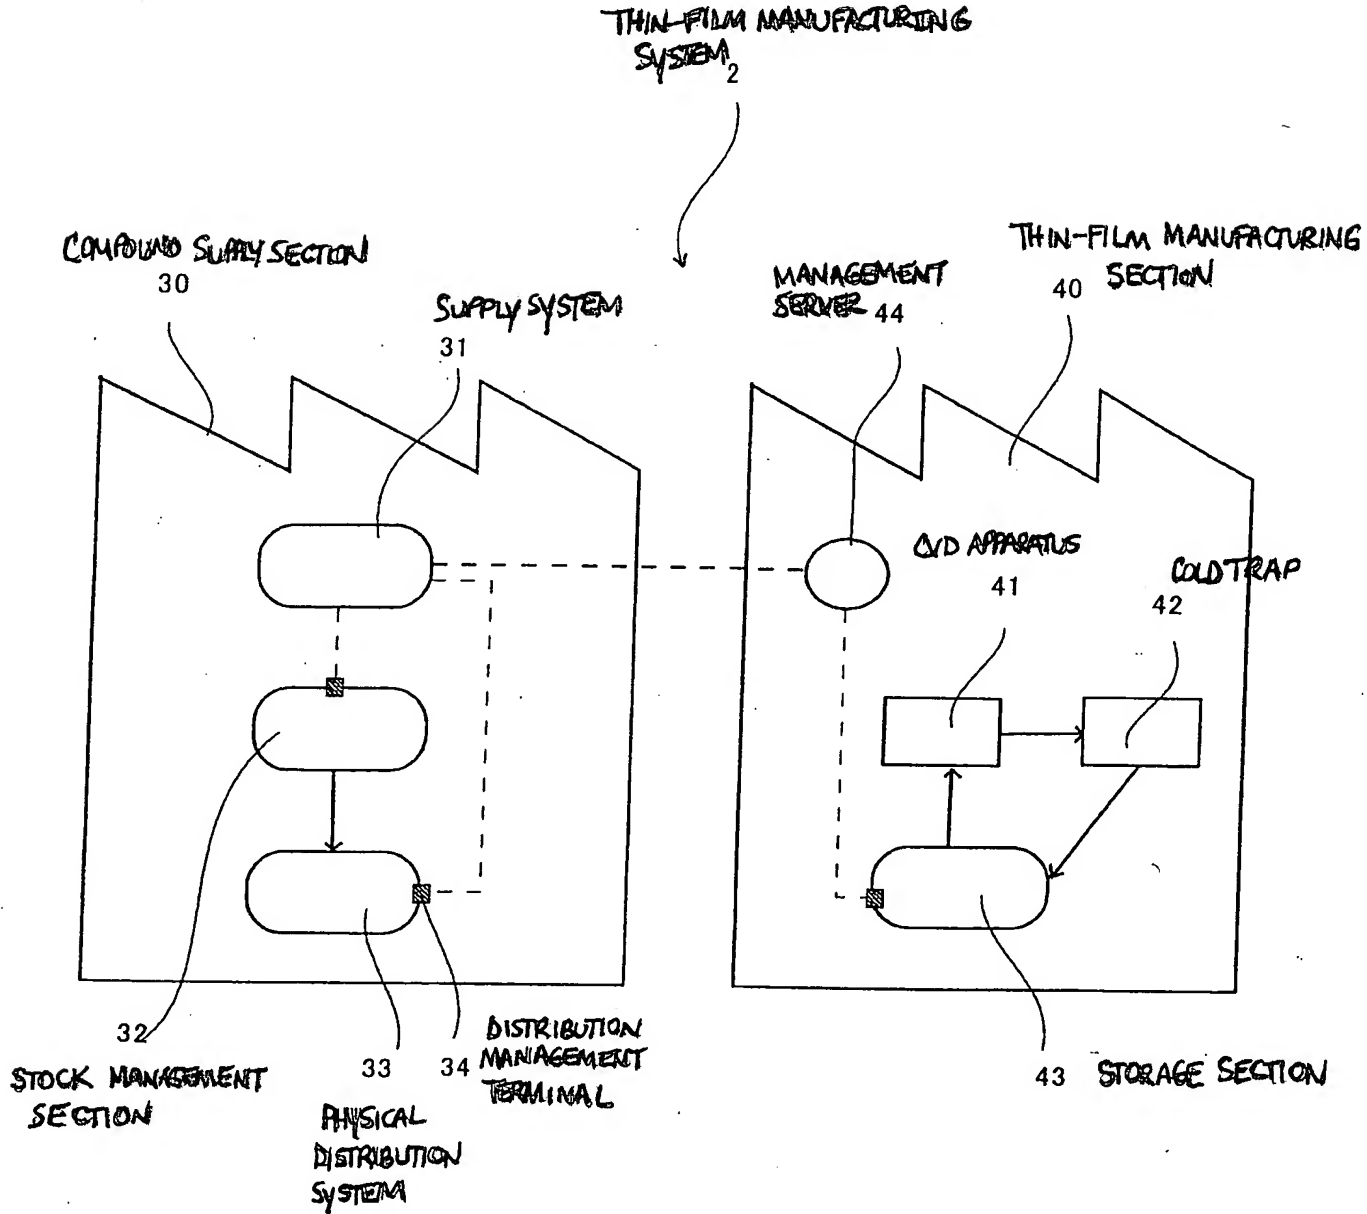 THIN-FILM MANUFACTURING
SYSTEM 2
COMPOUND SUPPLY SECTION
30
SUPPLY SYSTEM
31
MANAGEMENT
SERVER 44
THIN-FILM MANUFACTURING
SECTION
40
CVD APPARATUS
41
COLD TRAP
42
32
STOCK MANAGEMENT
SECTION
33
PHYSICAL
DISTRIBUTION
SYSTEM
34
DISTRIBUTION
MANAGEMENT
TERMINAL
43 STORAGE SECTION